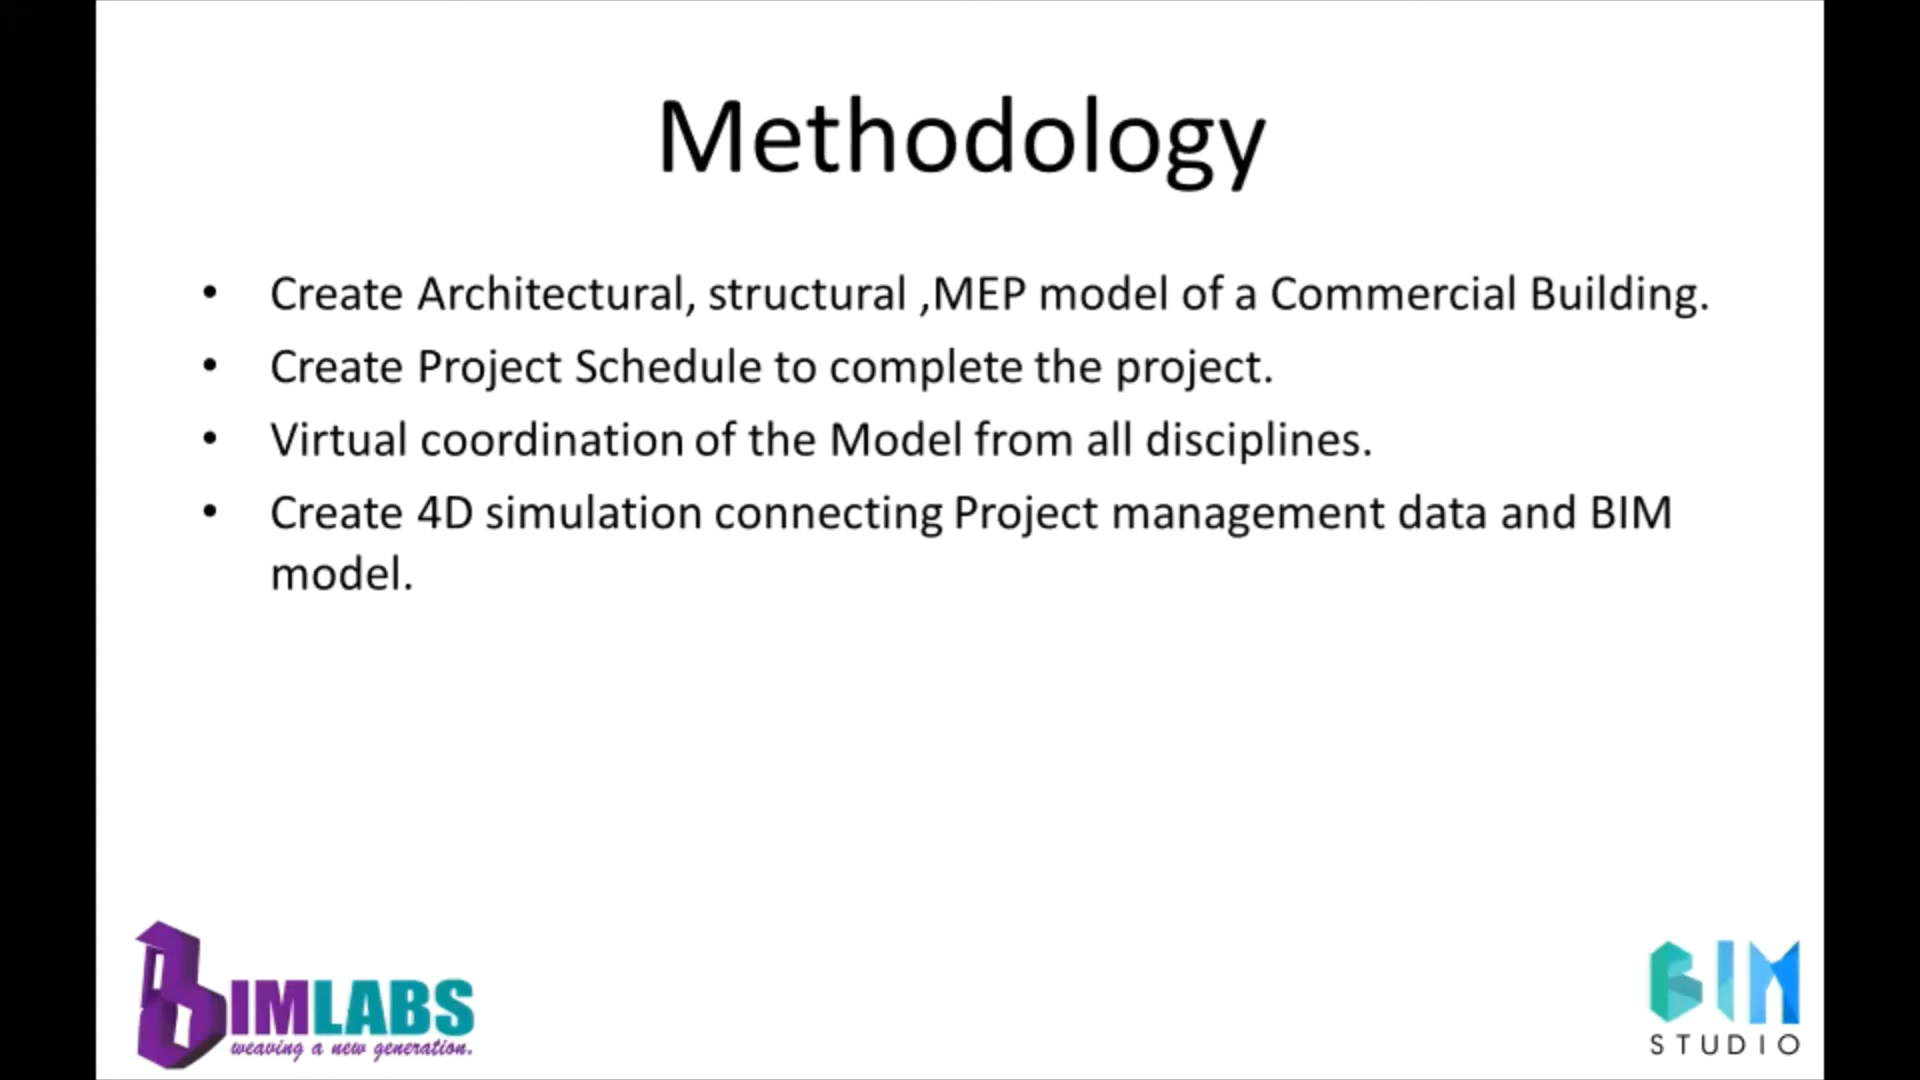 Methodology
• Create Architectural, structural ,MEP model of a Commercial Building.
• Create Project Schedule to complete the project.
• Virtual coordination of the Model from all disciplines.
• Create 4D simulation connecting Project management data and BIM
model.
BIMLABS
weaving a new generation.
BIM
STUDIO